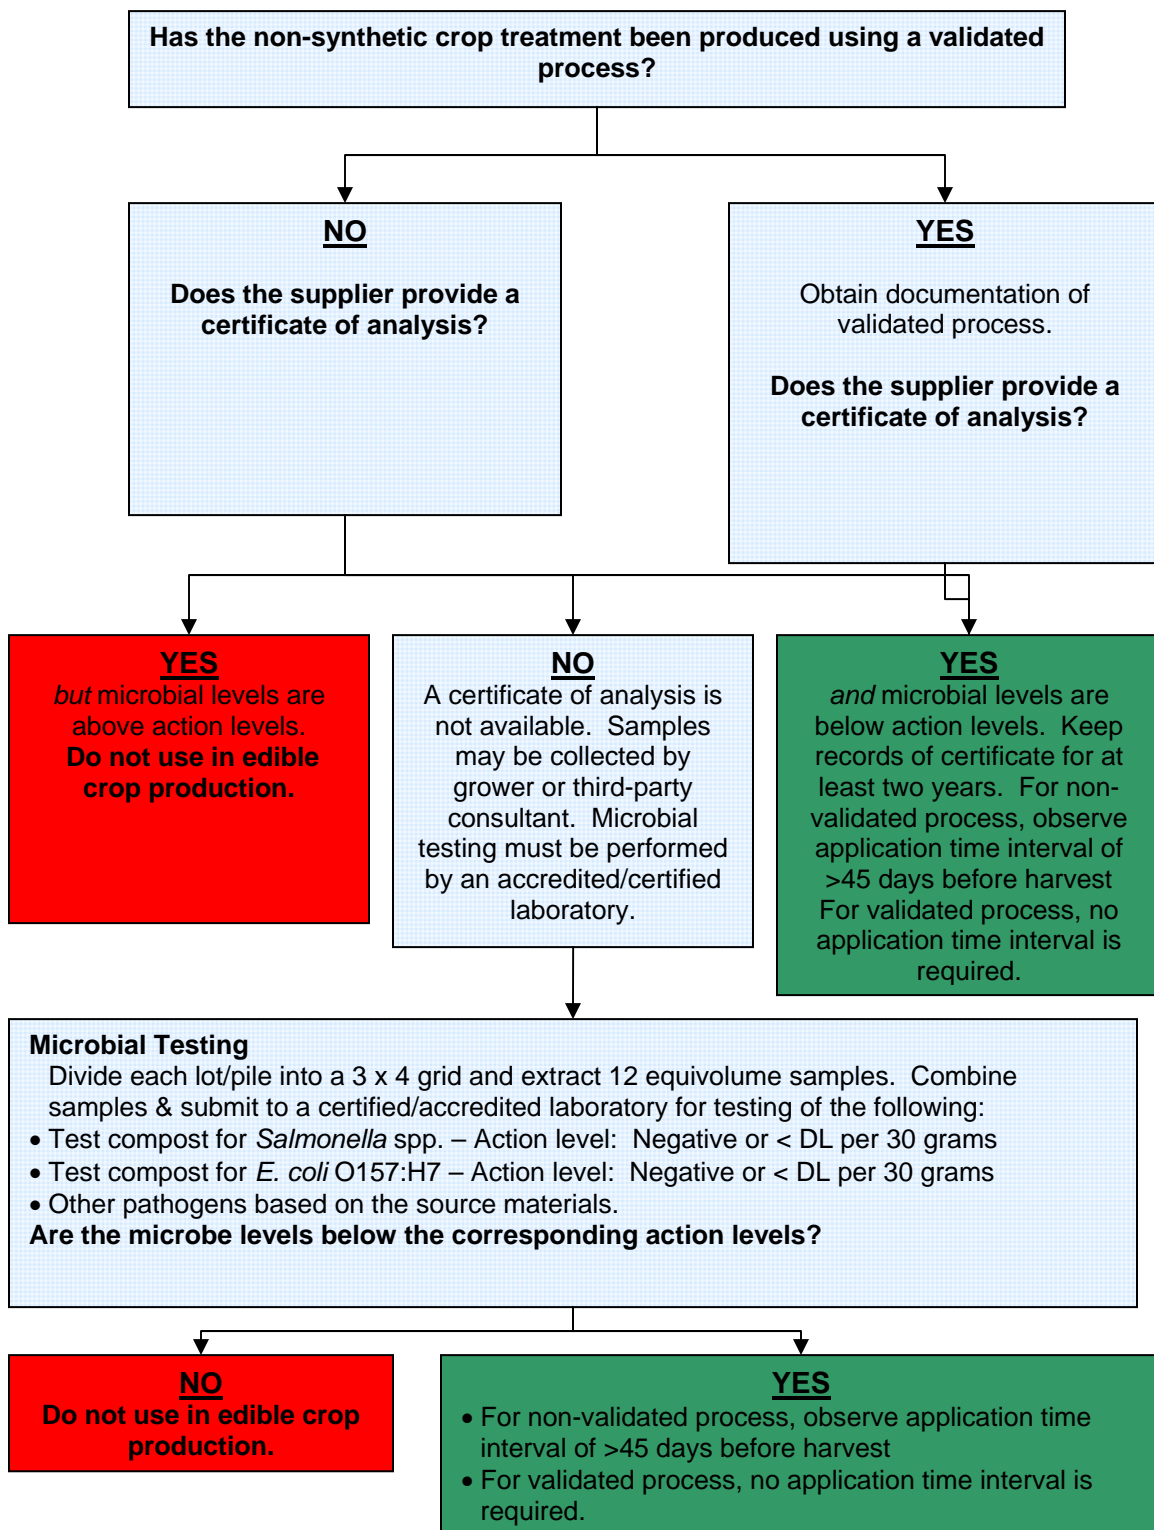 Has the non-synthetic crop treatment been produced using a validated
process?
NO
Does the supplier provide a
certificate of analysis?
YES
Obtain documentation of
validated process.
Does the supplier provide a
certificate of analysis?
YES
but microbial levels are
above action levels.
Do not use in edible
crop production.
NO
A certificate of analysis is
not available.  Samples
may be collected by
grower or third-party
consultant.  Microbial
testing must be performed
by an accredited/certified
laboratory.
YES
and microbial levels are
below action levels.  Keep
records of certificate for at
least two years.  For non-
validated process, observe
application time interval of
>45 days before harvest
For validated process, no
application time interval is
required.
Microbial Testing
Divide each lot/pile into a 3 x 4 grid and extract 12 equivolume samples.  Combine
samples & submit to a certified/accredited laboratory for testing of the following:
• Test compost for Salmonella spp. – Action level:  Negative or < DL per 30 grams
• Test compost for E. coli O157:H7 – Action level:  Negative or < DL per 30 grams
• Other pathogens based on the source materials.
Are the microbe levels below the corresponding action levels?
NO
Do not use in edible crop
production.
YES
• For non-validated process, observe application time
interval of >45 days before harvest
• For validated process, no application time interval is
required.